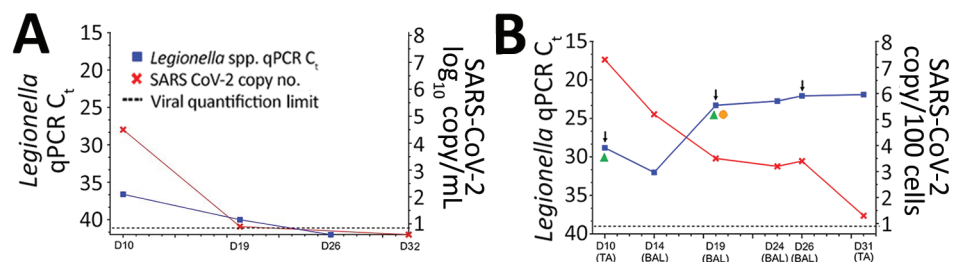 A
Legionella
qPCR Ct
15
20
25
30
35
40
Legionella spp. qPCR Ct
SARS CoV-2 copy no.
Viral quantifiction limit
8
7
6
5
4
3
2
1
SARS-CoV-2
log10 copy/mL
D10
D19
D26
D32
B
Legionella qPCR Ct
15
20
25
30
35
40
8
7
6
5
4
3
2
1
SARS-CoV-2
copy/100 cells
D10 D14 D19 D24 D26 D31
(TA) (BAL) (BAL) (BAL) (BAL) (TA)